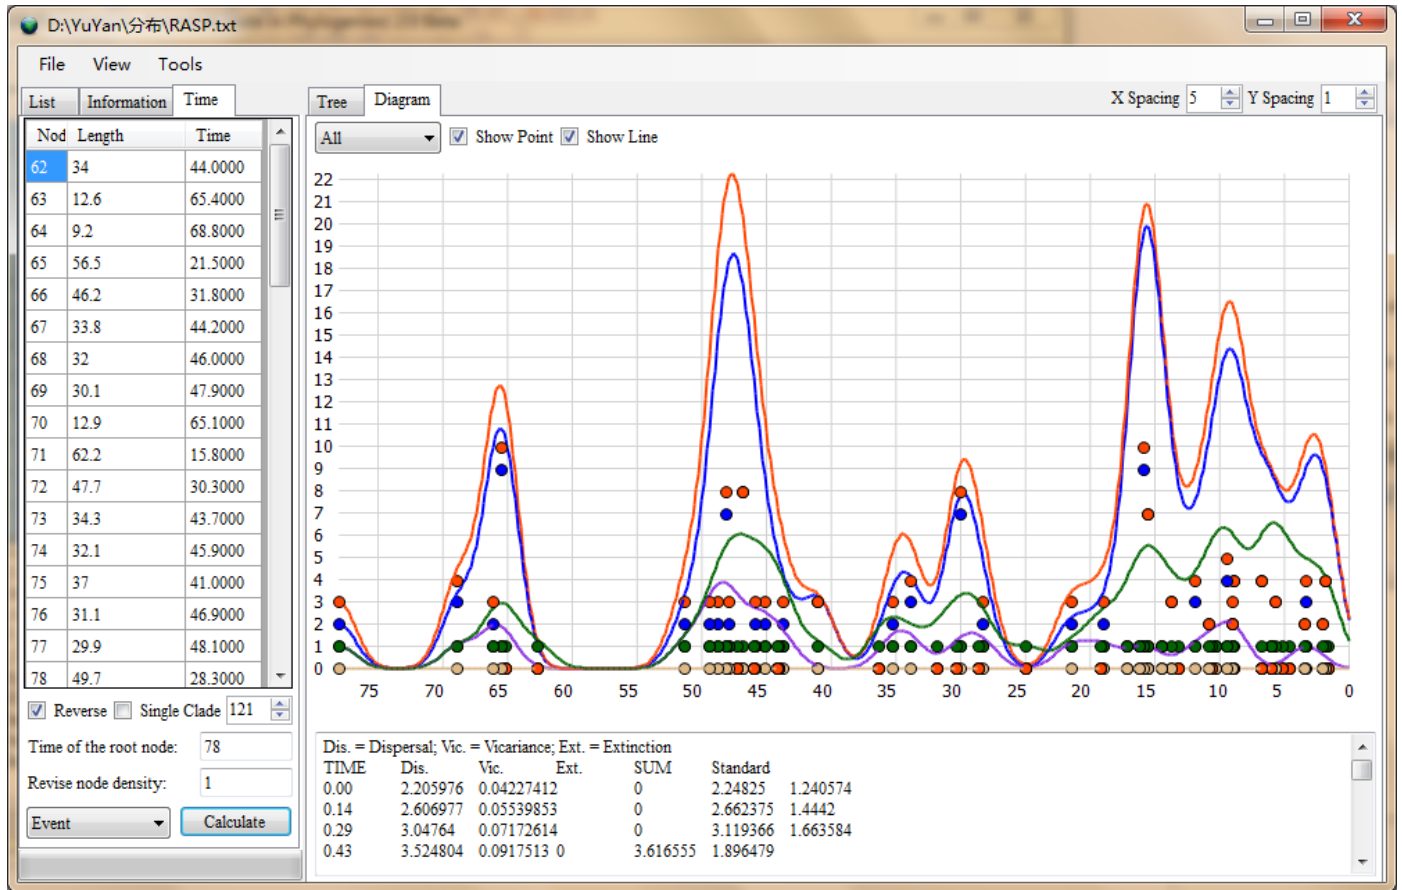 D:\YuYan\分布\RASP.txt
File View Tools
List Information Time
Nod Length Time
62 34 44.0000
63 12.6 65.4000
64 9.2 68.8000
65 56.5 21.5000
66 46.2 31.8000
67 33.8 44.2000
68 32 46.0000
69 30.1 47.9000
70 12.9 65.1000
71 62.2 15.8000
72 47.7 30.3000
73 34.3 43.7000
74 32.1 45.9000
75 37 41.0000
76 31.1 46.9000
77 29.9 48.1000
78 49.7 28.3000
Reverse Single Clade 121
Time of the root node: 78
Revise node density: 1
Event Calculate
Tree Diagram X Spacing 5 Y Spacing 1
All Show Point Show Line
22
21
20
19
18
17
16
15
14
13
12
11
10
9
8
7
6
5
4
3
2
1
0
75 70 65 60 55 50 45 40 35 30 25 20 15 10 5 0
Dis. = Dispersal; Vic. = Vicariance; Ext. = Extinction
TIME Dis. Vic. Ext. SUM Standard
0.00 2.205976 0.04227412 0 2.24825 1.240574
0.14 2.606977 0.05539853 0 2.662375 1.4442
0.29 3.04764 0.07172614 0 3.119366 1.663584
0.43 3.524804 0.0917513 0 3.616555 1.896479